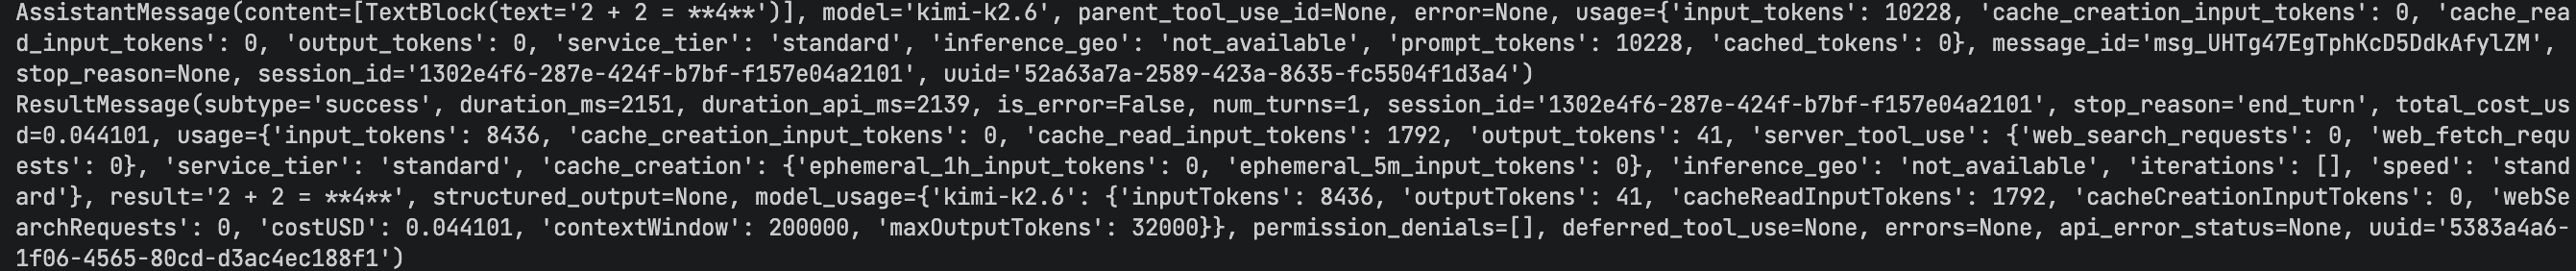 AssistantMessage(content=[TextBlock(text='2 + 2 = **4**')], model='kimi-k2.6', parent_tool_use_id=None, error=None, usage={'input_tokens': 10228, 'cache_creation_input_tokens': 0, 'cache_rea
d_input_tokens': 0, 'output_tokens': 0, 'service_tier': 'standard', 'inference_geo': 'not_available', 'prompt_tokens': 10228, 'cached_tokens': 0}, message_id='msg_UHTg47EgTphKcD5DdkAfylZM',
stop_reason=None, session_id='1302e4f6-287e-424f-b7bf-f157e04a2101', uuid='52a63a7a-2589-423a-8635-fc5504f1d3a4')
ResultMessage(subtype='success', duration_ms=2151, duration_api_ms=2139, is_error=False, num_turns=1, session_id='1302e4f6-287e-424f-b7bf-f157e04a2101', stop_reason='end_turn', total_cost_us
d=0.044101, usage={'input_tokens': 8436, 'cache_creation_input_tokens': 0, 'cache_read_input_tokens': 1792, 'output_tokens': 41, 'server_tool_use': {'web_search_requests': 0, 'web_fetch_requ
ests': 0}, 'service_tier': 'standard', 'cache_creation': {'ephemeral_1h_input_tokens': 0, 'ephemeral_5m_input_tokens': 0}, 'inference_geo': 'not_available', 'iterations': [], 'speed': 'stand
ard'}, result='2 + 2 = **4**', structured_output=None, model_usage={'kimi-k2.6': {'inputTokens': 8436, 'outputTokens': 41, 'cacheReadInputTokens': 1792, 'cacheCreationInputTokens': 0, 'webSe
archRequests': 0, 'costUSD': 0.044101, 'contextWindow': 200000, 'maxOutputTokens': 32000}}, permission_denials=[], deferred_tool_use=None, errors=None, api_error_status=None, uuid='5383a4a6-
1f06-4565-80cd-d3ac4ec188f1')